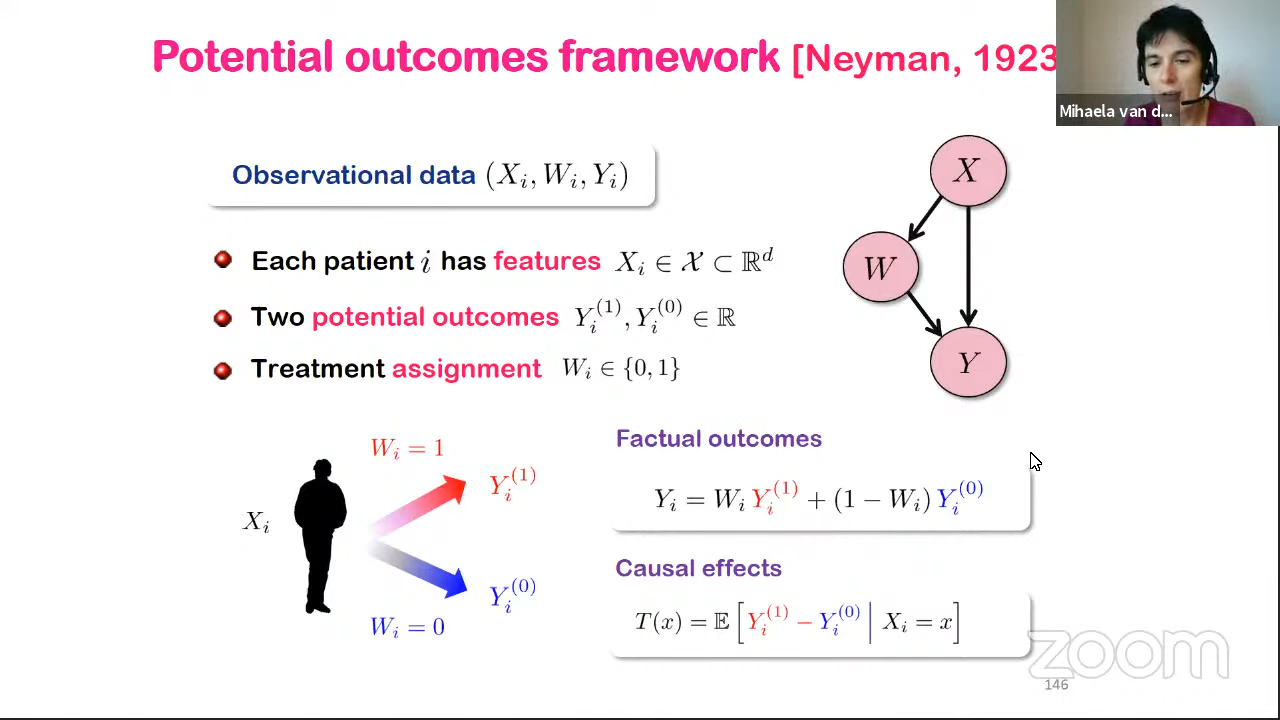 Potential outcomes framework [Neyman, 1923
Mihaela van d...
Observational data (X_i, W_i, Y_i)
X
Each patient i has features X_i ∈ 𝒳 ⊂ ℝ^d
W
Two potential outcomes Y_i^(1), Y_i^(0) ∈ ℝ
Treatment assignment W_i ∈ {0, 1}
Y
W_i = 1
Y_i^(1)
X_i
Y_i^(0)
W_i = 0
Factual outcomes
Y_i = W_i Y_i^(1) + (1 − W_i) Y_i^(0)
Causal effects
T(x) = 𝔼 [Y_i^(1) − Y_i^(0) | X_i = x]
zoom
146